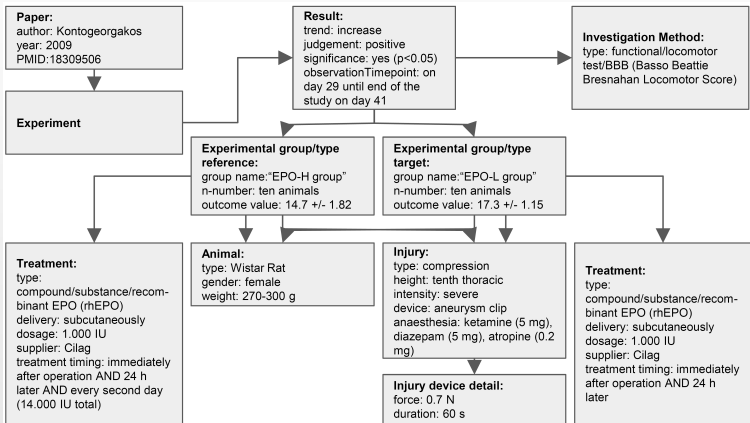 Paper:
author: Kontogeorgakos
year: 2009
PMID:18309506
Experiment
Result:
trend: increase
judgement: positive
significance: yes (p<0.05)
observationTimepoint: on
day 29 until end of the
study on day 41
Investigation Method:
type: functional/locomotor
test/BBB (Basso Beattie
Bresnahan Locomotor Score)
Experimental group/type
reference:
group name:“EPO-H group”
n-number: ten animals
outcome value: 14.7 +/- 1.82
Experimental group/type
target:
group name:“EPO-L group”
n-number: ten animals
outcome value: 17.3 +/- 1.15
Treatment:
type:
compound/substance/recom-
binant EPO (rhEPO)
delivery: subcutaneously
dosage: 1.000 IU
supplier: Cilag
treatment timing: immediately
after operation AND 24 h
later AND every second day
(14.000 IU total)
Animal:
type: Wistar Rat
gender: female
weight: 270-300 g
Injury:
type: compression
height: tenth thoracic
intensity: severe
device: aneurysm clip
anaesthesia: ketamine (5 mg),
diazepam (5 mg), atropine (0.2
mg)
Injury device detail:
force: 0.7 N
duration: 60 s
Treatment:
type:
compound/substance/recom-
binant EPO (rhEPO)
delivery: subcutaneously
dosage: 1.000 IU
supplier: Cilag
treatment timing: immediately
after operation AND 24 h
later